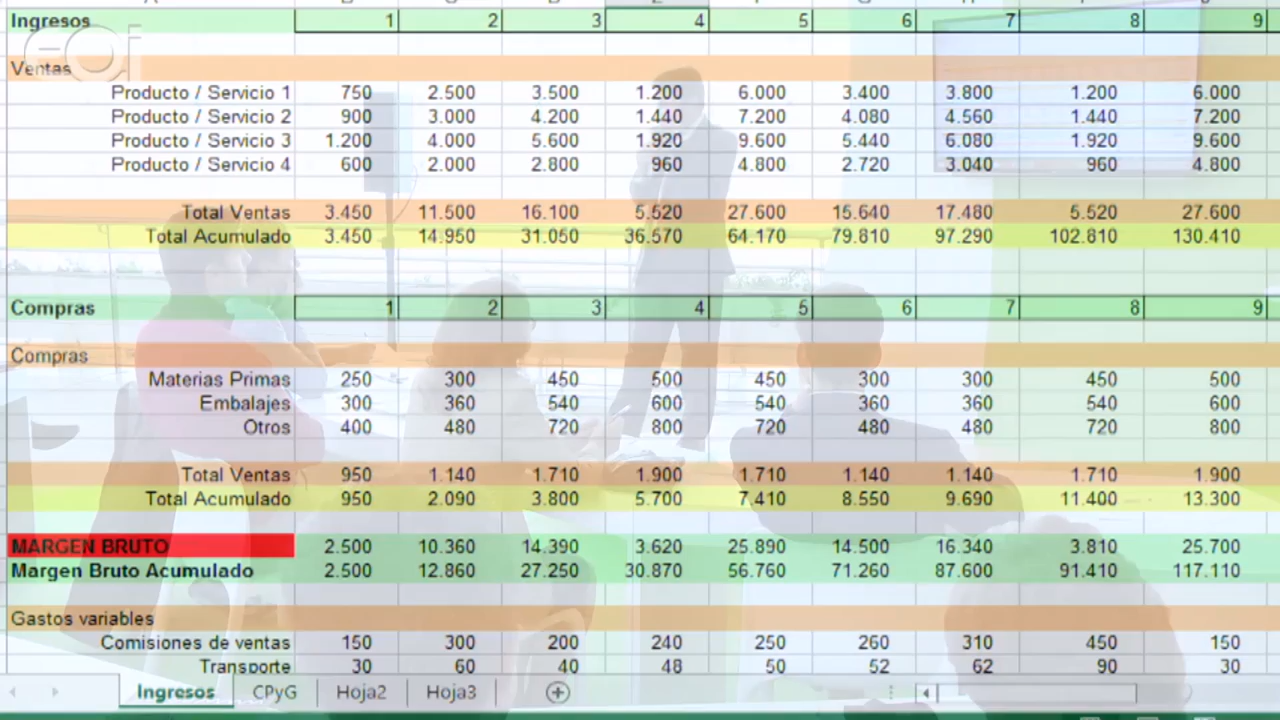 Ingresos 1 2 3 4 5 6 7 8 9
eoi
Ventas
Producto / Servicio 1 750 2.500 3.500 1.200 6.000 3.400 3.800 1.200 6.000
Producto / Servicio 2 900 3.000 4.200 1.440 7.200 4.080 4.560 1.440 7.200
Producto / Servicio 3 1.200 4.000 5.600 1.920 9.600 5.440 6.080 1.920 9.600
Producto / Servicio 4 600 2.000 2.800 960 4.800 2.720 3.040 960 4.800
Total Ventas 3.450 11.500 16.100 5.520 27.600 15.640 17.480 5.520 27.600
Total Acumulado 3.450 14.950 31.050 36.570 64.170 79.810 97.290 102.810 130.410
Compras 1 2 3 4 5 6 7 8 9
Compras
Materias Primas 250 300 450 500 450 300 300 450 500
Embalajes 300 360 540 600 540 360 360 540 600
Otros 400 480 720 800 720 480 480 720 800
Total Ventas 950 1.140 1.710 1.900 1.710 1.140 1.140 1.710 1.900
Total Acumulado 950 2.090 3.800 5.700 7.410 8.550 9.690 11.400 13.300
MARGEN BRUTO 2.500 10.360 14.390 3.620 25.890 14.500 16.340 3.810 25.700
Margen Bruto Acumulado 2.500 12.860 27.250 30.870 56.760 71.260 87.600 91.410 117.110
Gastos variables
Comisiones de ventas 150 300 200 240 250 260 310 450 150
Transporte 30 60 40 48 50 52 62 90 30
Ingresos CPyG Hoja2 Hoja3